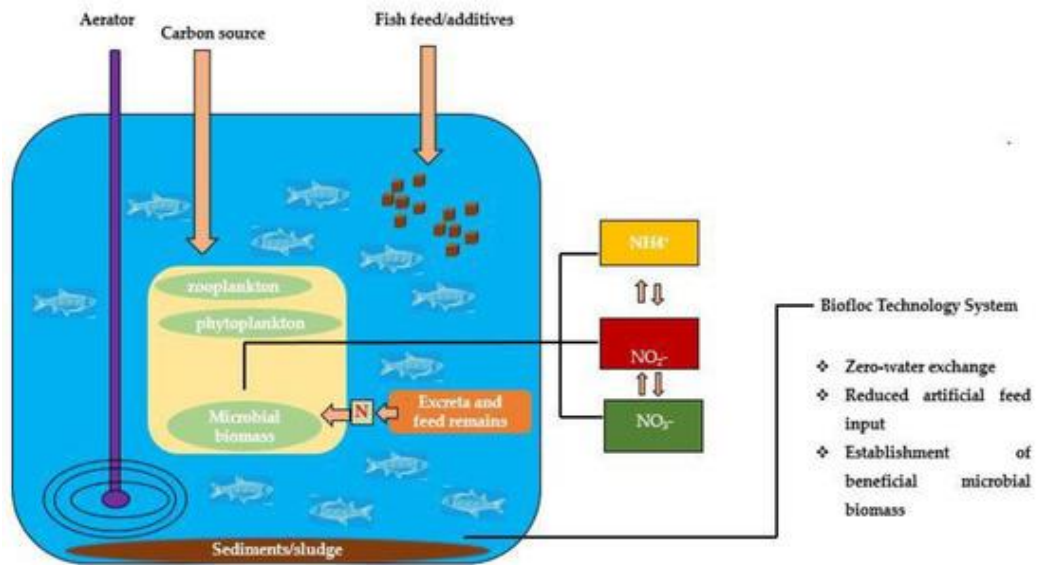 Aerator
Carbon source
Fish feed/additives
zooplankton
phytoplankton
Microbial
biomass
N
Excreta and
feed remains
Sediments/sludge
NH4⁺
NO₂-
NO₃-
Biofloc Technology System
❖ Zero-water exchange
❖ Reduced artificial feed
input
❖ Establishment of
beneficial microbial
biomass